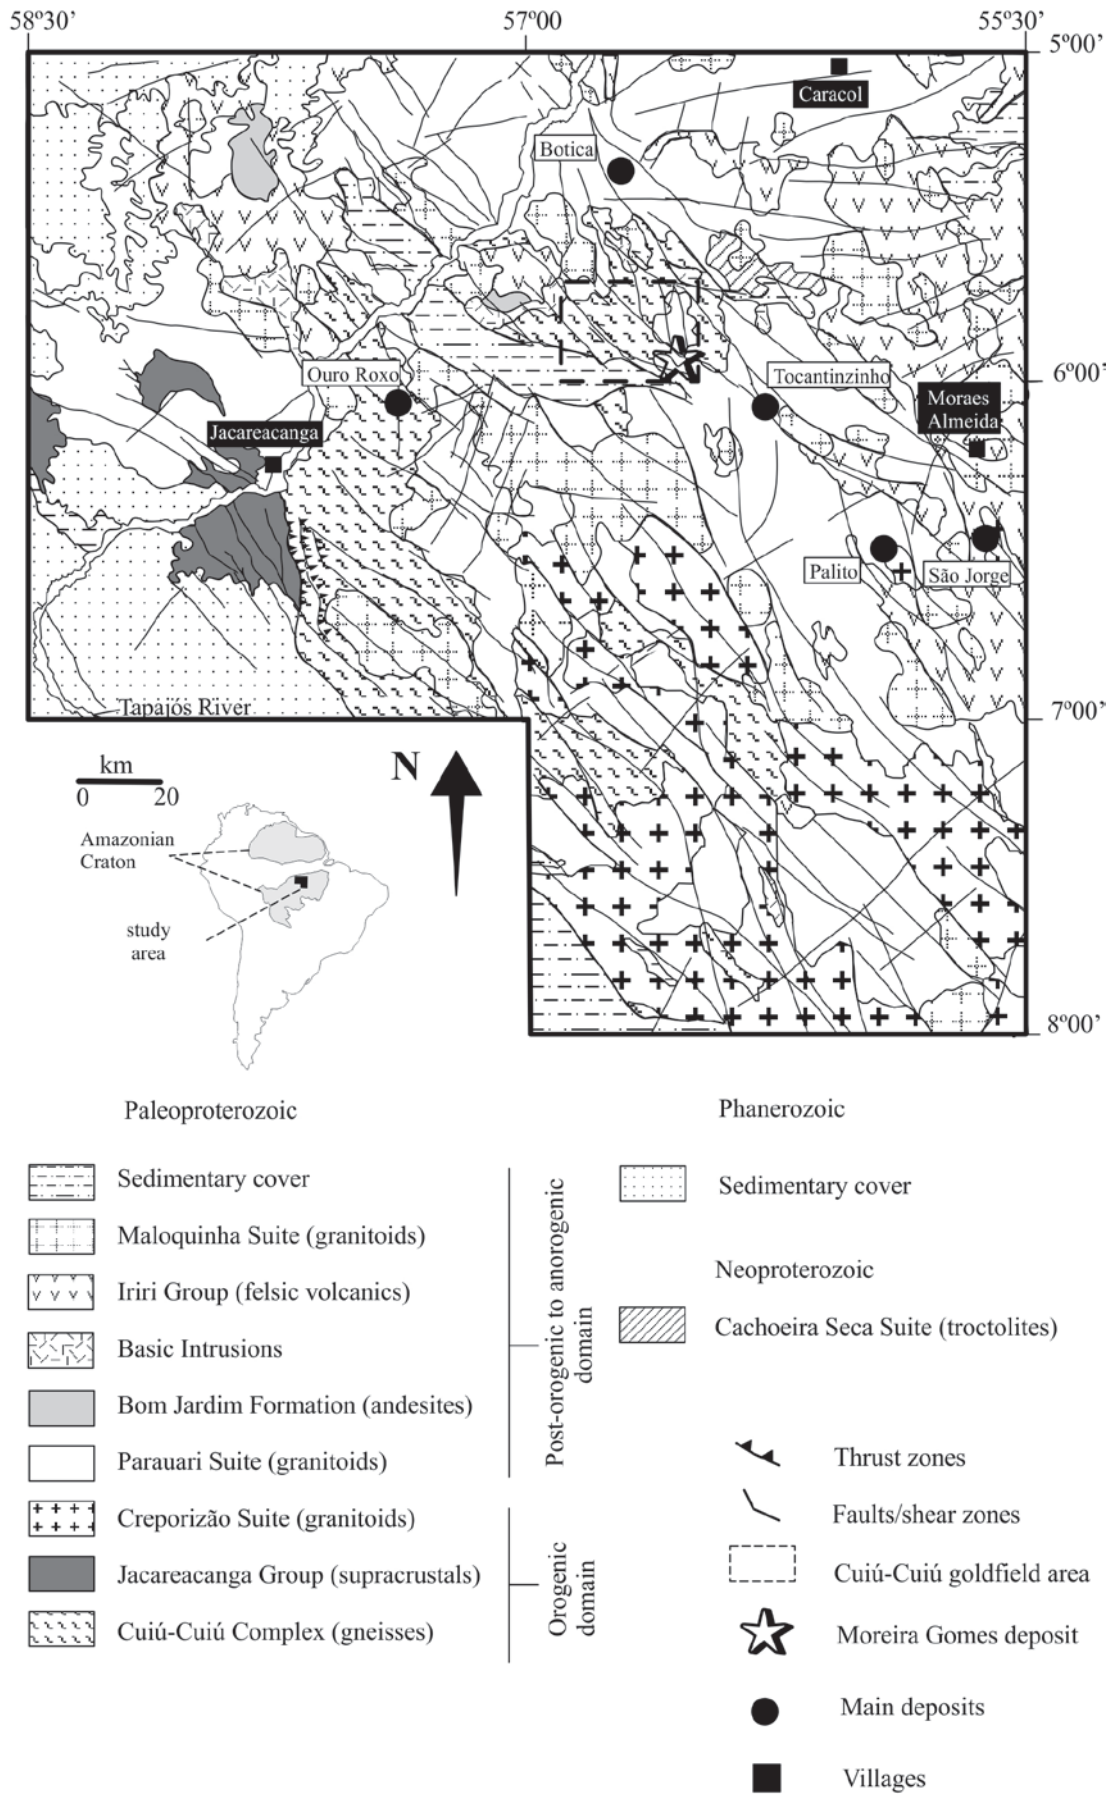 58º30’
57º00
55º30’
5º00’
Caracol
Botica
Ouro Roxo
Tocantinzinho
6º00’
Moraes
Almeida
Jacareacanga
Palito
São Jorge
Tapajós River
7º00”
km
0 20
N
Amazonian
Craton
study
area
8º00’
Paleoproterozoic
Sedimentary cover
Maloquinha Suite (granitoids)
Iriri Group (felsic volcanics)
Basic Intrusions
Bom Jardim Formation (andesites)
Parauari Suite (granitoids)
Creporizão Suite (granitoids)
Jacareacanga Group (supracrustals)
Cuiú-Cuiú Complex (gneisses)
Post-orogenic to anorogenic
domain
Orogenic
domain
Phanerozoic
Sedimentary cover
Neoproterozoic
Cachoeira Seca Suite (troctolites)
Thrust zones
Faults/shear zones
Cuiú-Cuiú goldfield area
Moreira Gomes deposit
Main deposits
Villages